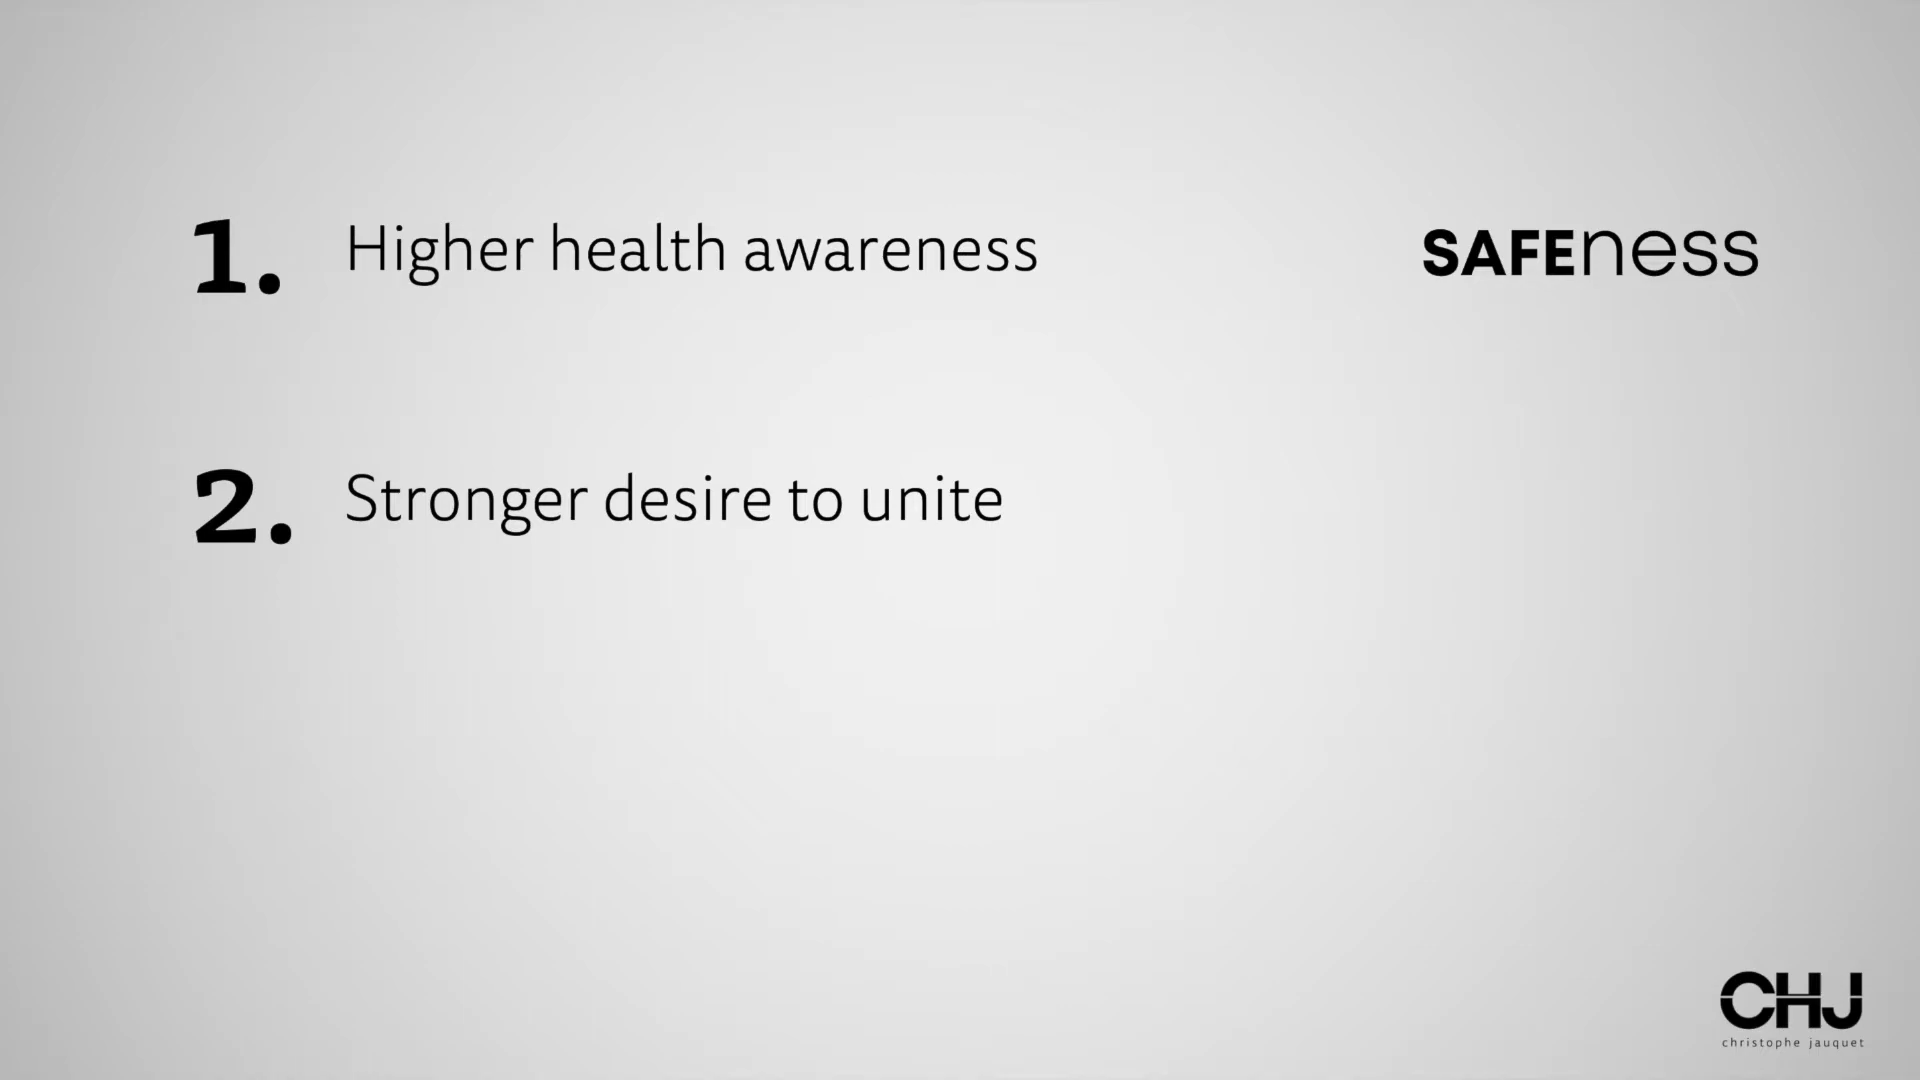 1. Higher health awareness SAFEness
2. Stronger desire to unite
CHJ
christophe jauquet